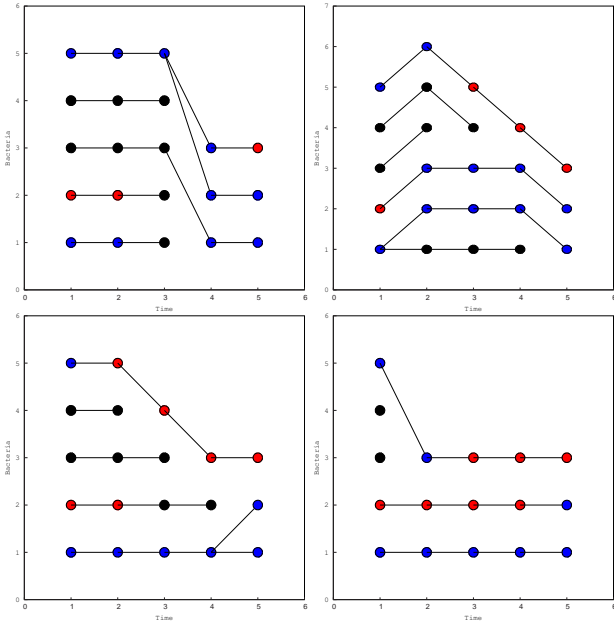 6 7
5 6
4 5
3 4
2 3
1 2
0 1
0
Bacteria Bacteria
0 1 2 3 4 5 6 0 1 2 3 4 5 6
Time Time
6 6
5 5
4 4
3 3
2 2
1 1
0 0
Bacteria Bacteria
0 1 2 3 4 5 6 0 1 2 3 4 5 6
Time Time